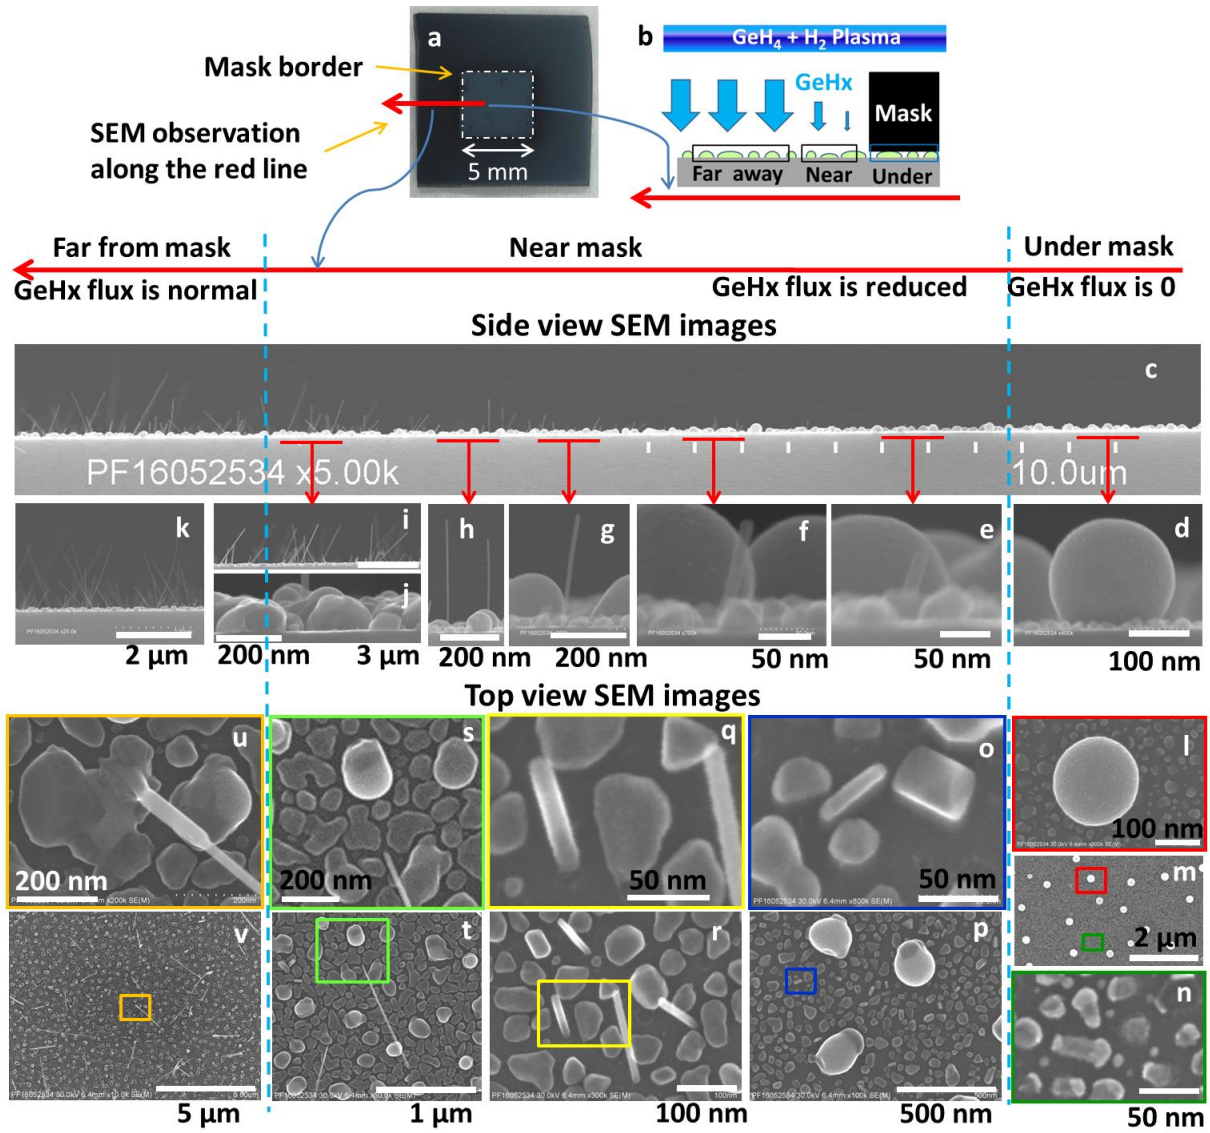 a
Mask border
SEM observation
along the red line
5 mm
b
GeH4 + H2 Plasma
GeHx
Mask
Far away
Near
Under
Far from mask
Near mask
Under mask
GeHx flux is normal
GeHx flux is reduced
GeHx flux is 0
Side view SEM images
c
PF16052534 x5.00k
10.0um
k
i
j
h
g
f
e
d
2 µm
200 nm
3 µm
200 nm
200 nm
50 nm
50 nm
100 nm
Top view SEM images
u
200 nm
s
200 nm
q
50 nm
o
50 nm
l
100 nm
m
2 µm
v
t
r
p
n
5 µm
1 µm
100 nm
500 nm
50 nm